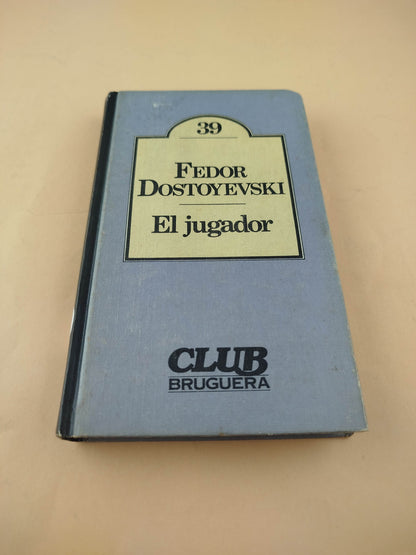 39
FEDOR
DOSTOYEVSKI
El jugador
CLUB
BRUGUERA